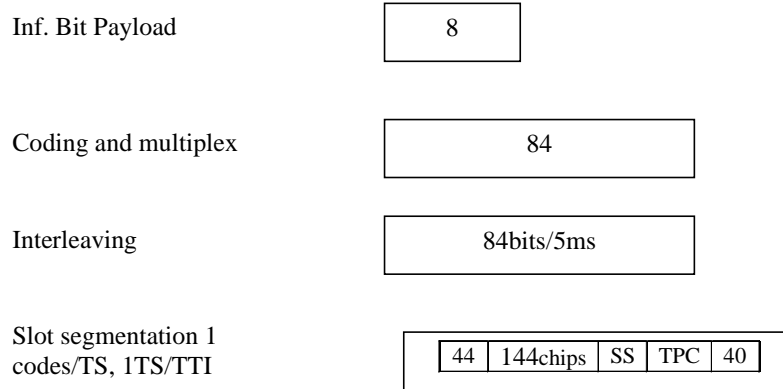 Inf. Bit Payload 8
Coding and multiplex 84
Interleaving 84bits/5ms
Slot segmentation 1
codes/TS, 1TS/TTI
44 144chips SS TPC 40